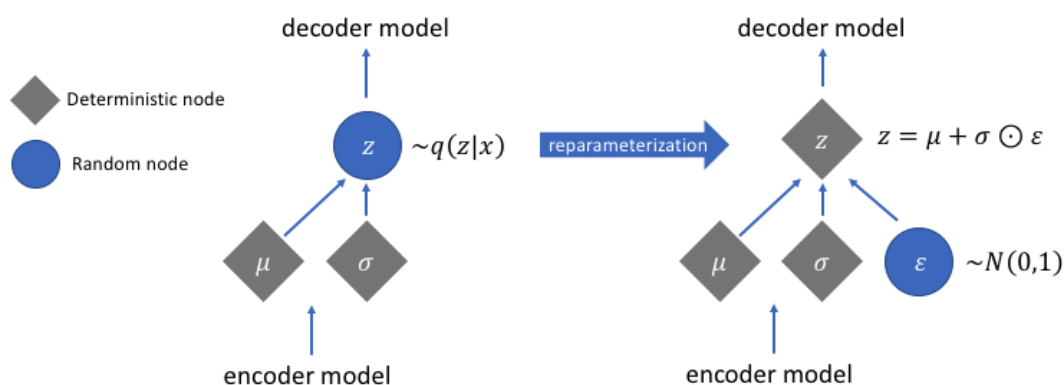 decoder model
decoder model
Deterministic node
Random node
z ~q(z|x)
reparameterization
z z = μ + σ ⊙ ε
μ σ
μ σ ε ~N(0,1)
encoder model
encoder model